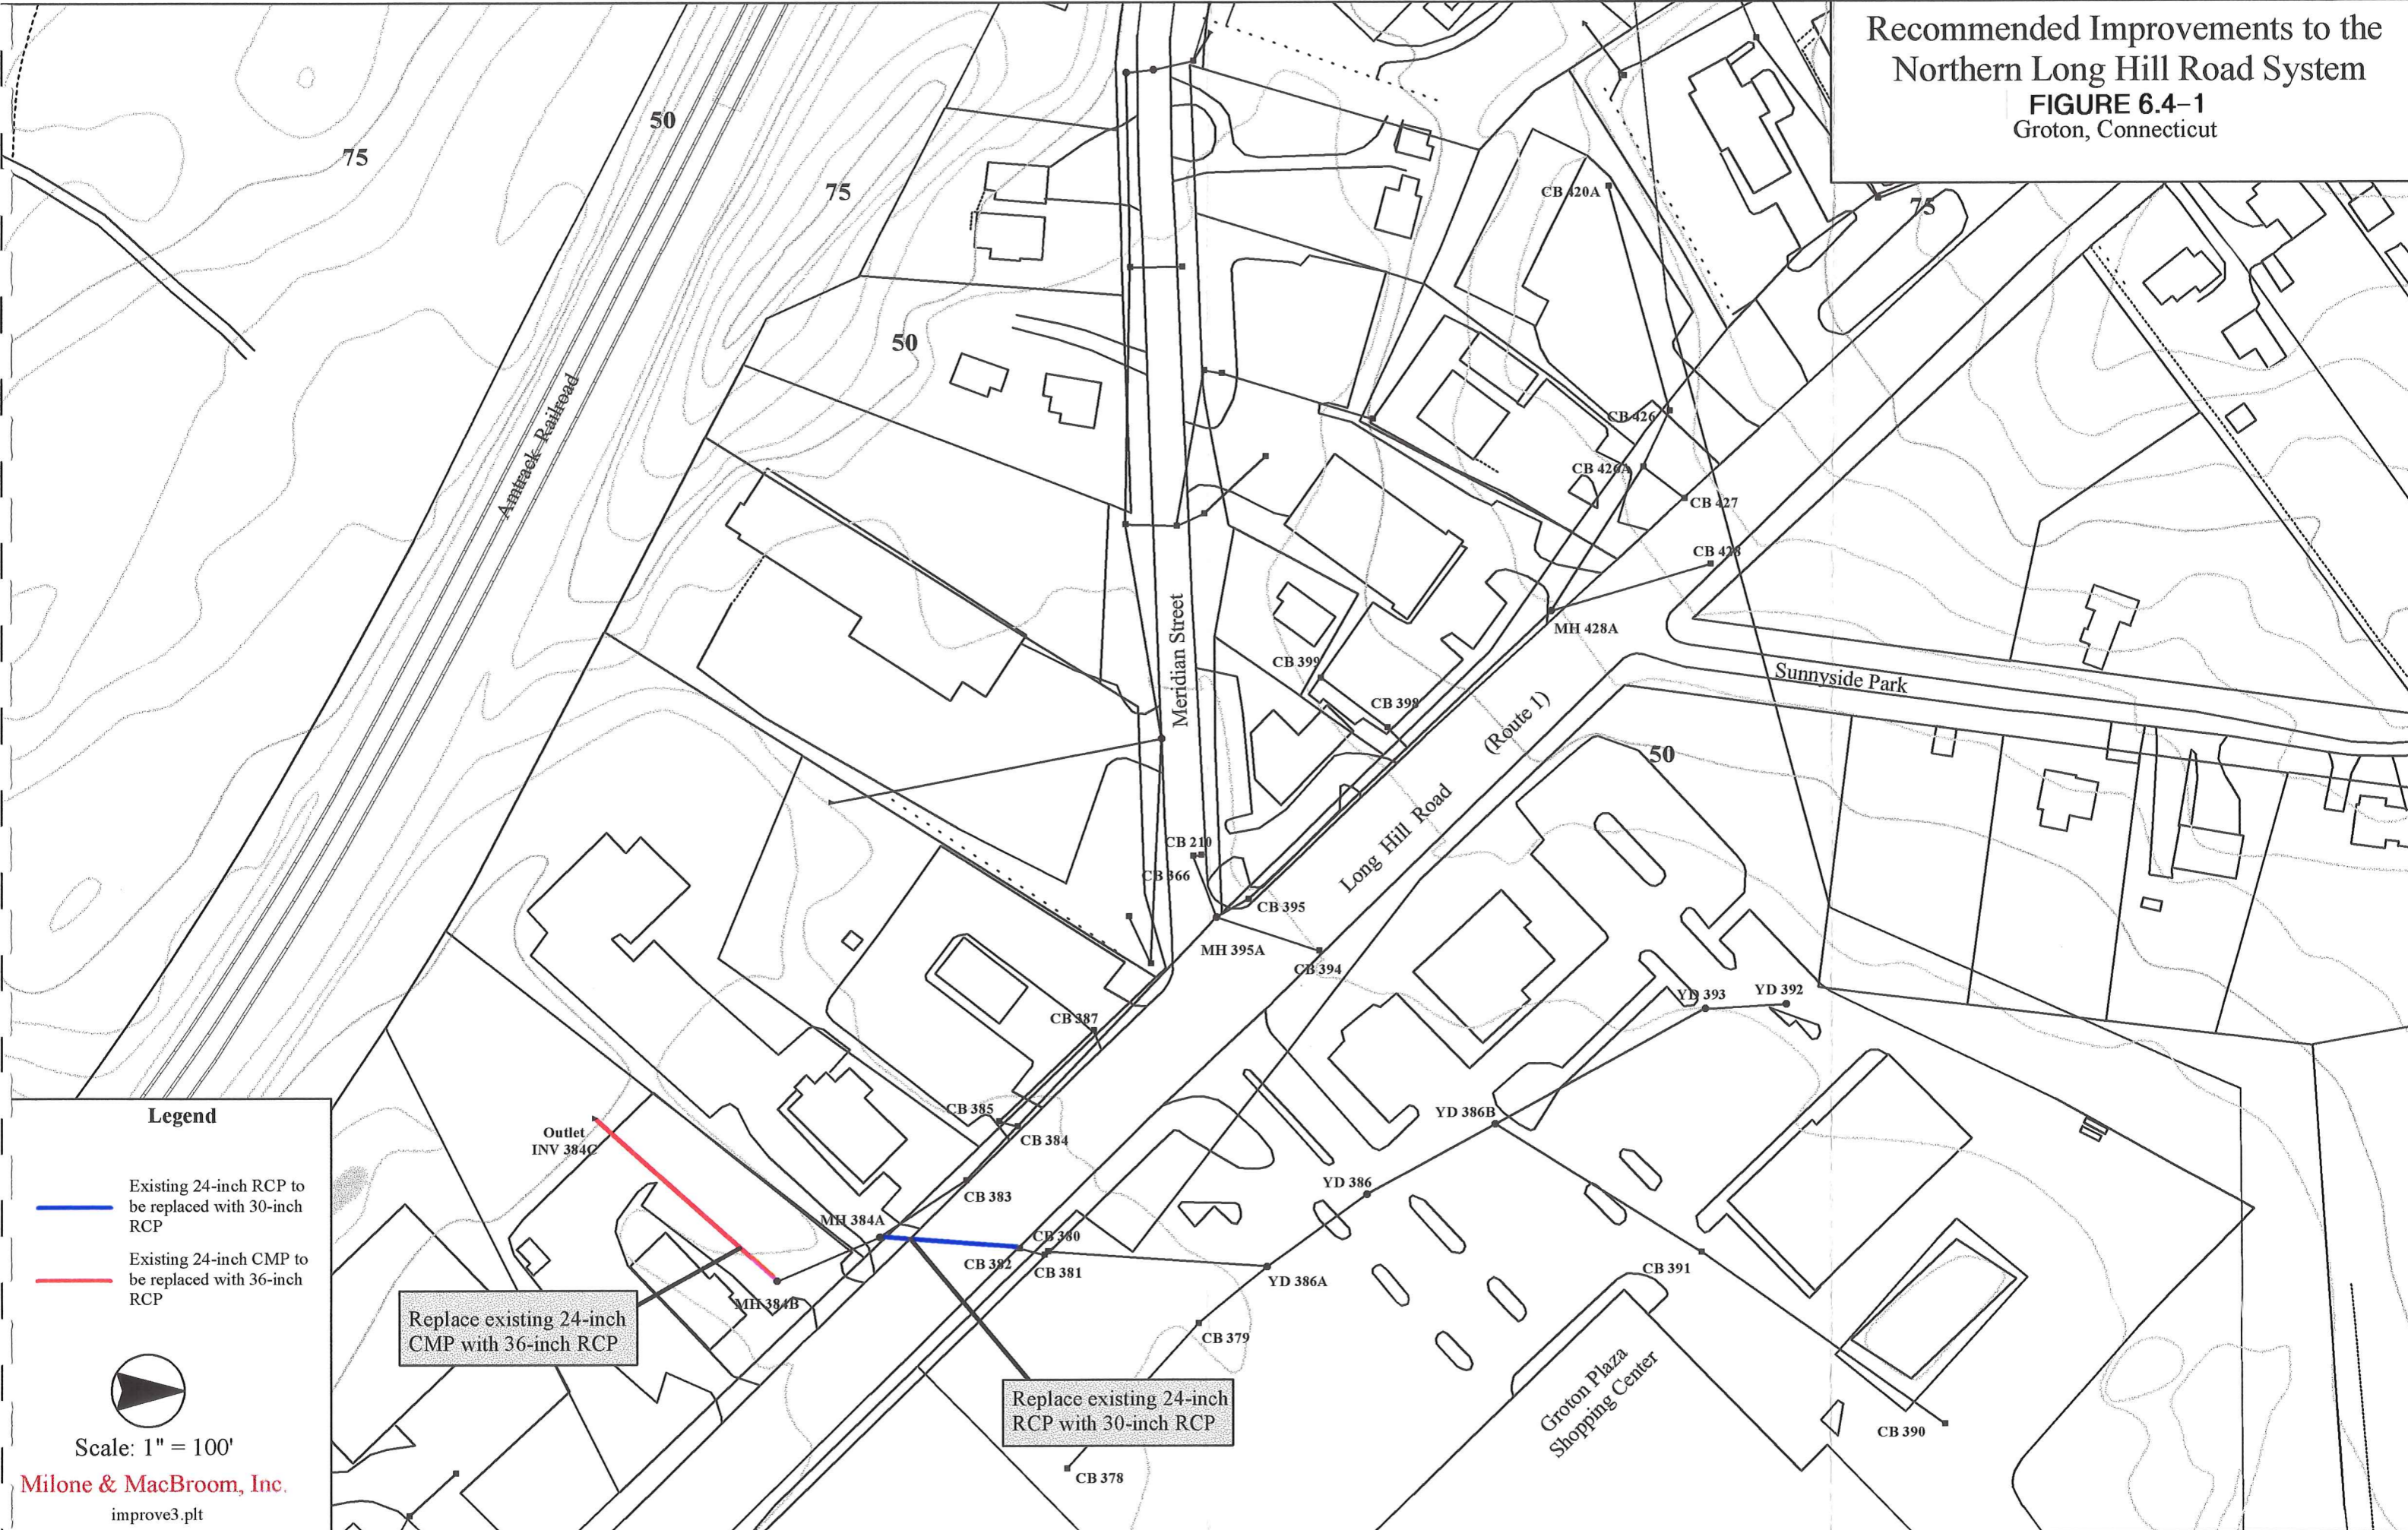 Recommended Improvements to the
Northern Long Hill Road System
FIGURE 6.4-1
Groton, Connecticut
50
75
75
75
50
CB 420A
Amtrack Railroad
CB 426
CB 426A
CB 427
CB 428
MH 428A
Meridian Street
CB 399
CB 398
Sunnyside Park
(Route 1)
50
Long Hill Road
CB 210
CB 366
CB 395
MH 395A
CB 394
YD 393
YD 392
CB 387
CB 385
CB 384
YD 386B
Outlet
INV 384C
CB 383
YD 386
MH 384A
CB 380
CB 382
CB 381
YD 386A
CB 391
MH 384B
CB 379
Replace existing 24-inch
CMP with 36-inch RCP
Replace existing 24-inch
RCP with 30-inch RCP
Groton Plaza
Shopping Center
CB 390
CB 378
Legend
Existing 24-inch RCP to
be replaced with 30-inch
RCP
Existing 24-inch CMP to
be replaced with 36-inch
RCP
Scale: 1" = 100'
Milone & MacBroom, Inc.
improve3.plt